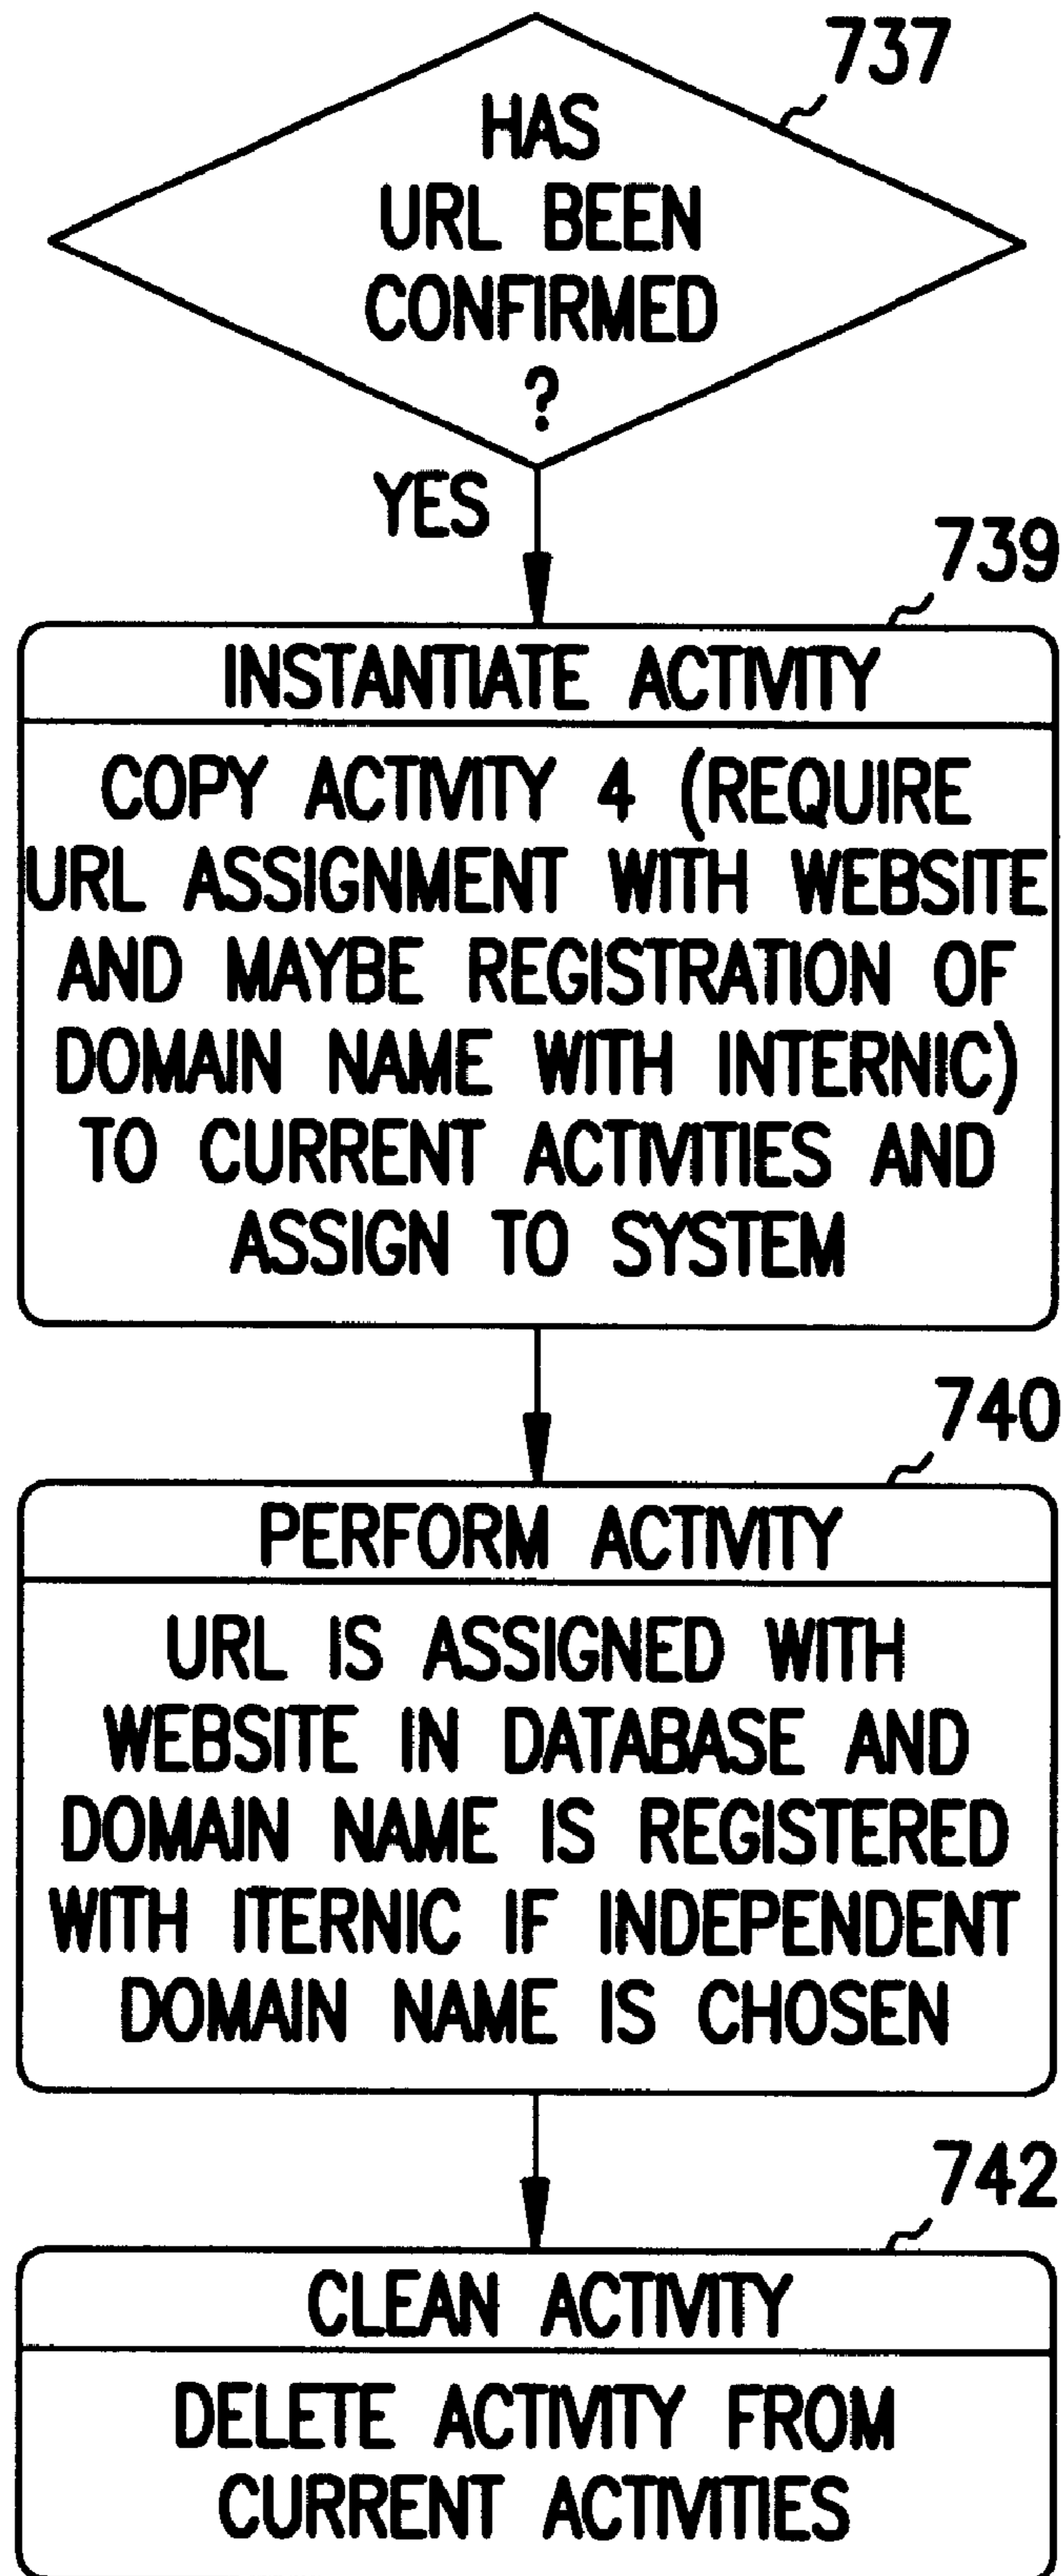 737
HAS
URL BEEN
CONFIRMED
?
YES
739
INSTANTIATE ACTIVITY
COPY ACTIVITY 4 (REQUIRE
URL ASSIGNMENT WITH WEBSITE
AND MAYBE REGISTRATION OF
DOMAIN NAME WITH INTERNIC)
TO CURRENT ACTIVITIES AND
ASSIGN TO SYSTEM
740
PERFORM ACTIVITY
URL IS ASSIGNED WITH
WEBSITE IN DATABASE AND
DOMAIN NAME IS REGISTERED
WITH ITERNIC IF INDEPENDENT
DOMAIN NAME IS CHOSEN
742
CLEAN ACTIVITY
DELETE ACTIVITY FROM
CURRENT ACTIVITIES